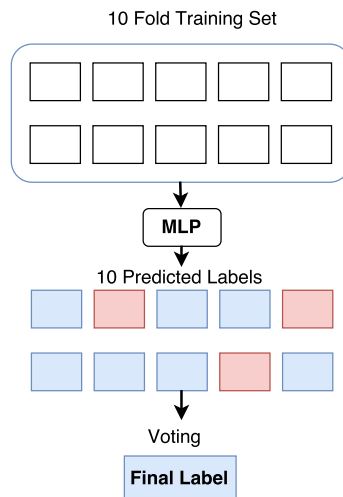 10 Fold Training Set
MLP
10 Predicted Labels
Voting
Final Label